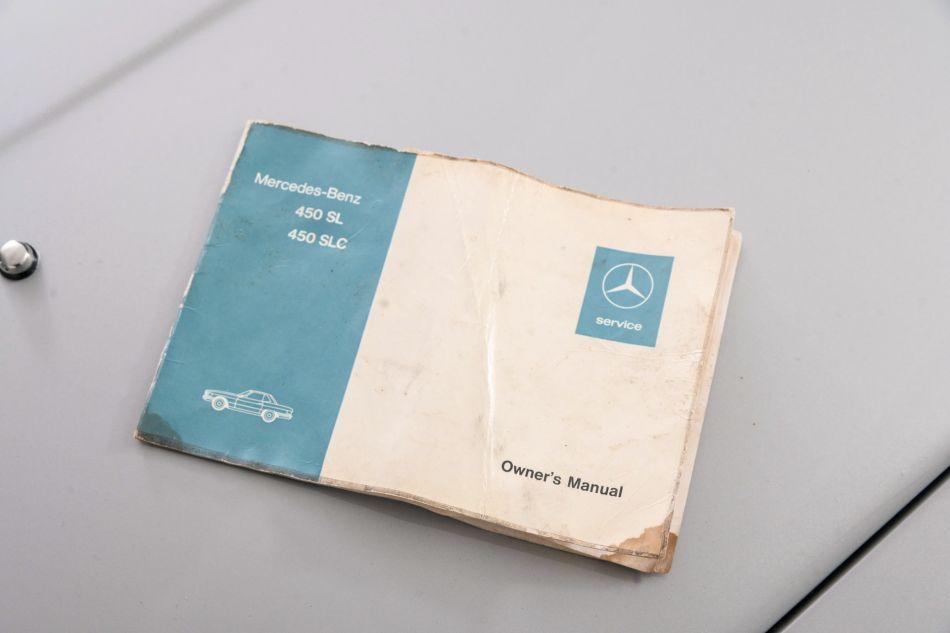 Mercedes-Benz
450 SL
450 SLC
service
Owner's Manual